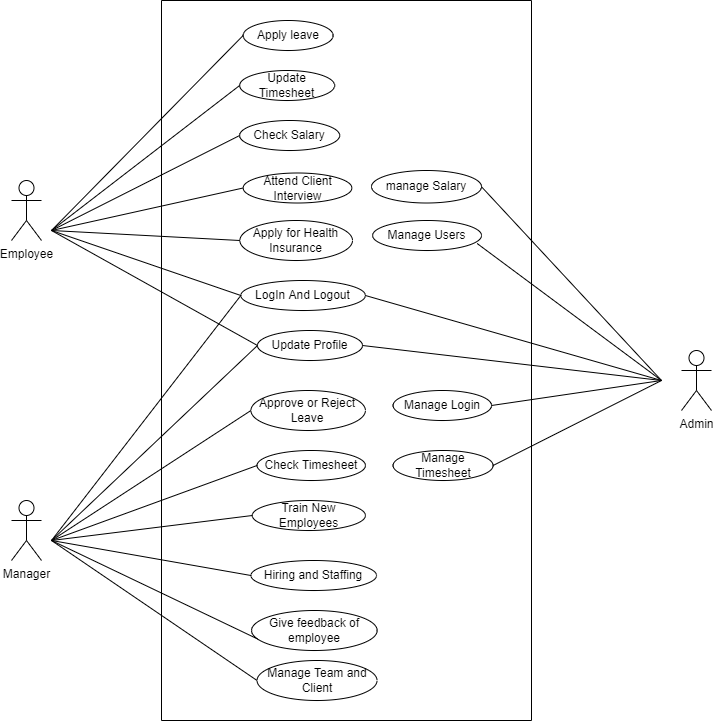 Apply leave
Update
Timesheet
Check Salary
Attend Client
Interview
manage Salary
Apply for Health
Insurance
Manage Users
Employee
LogIn And Logout
Update Profile
Approve or Reject
Leave
Manage Login
Admin
Check Timesheet
Manage
Timesheet
Train New
Employees
Manager
Hiring and Staffing
Give feedback of
employee
Manage Team and
Client